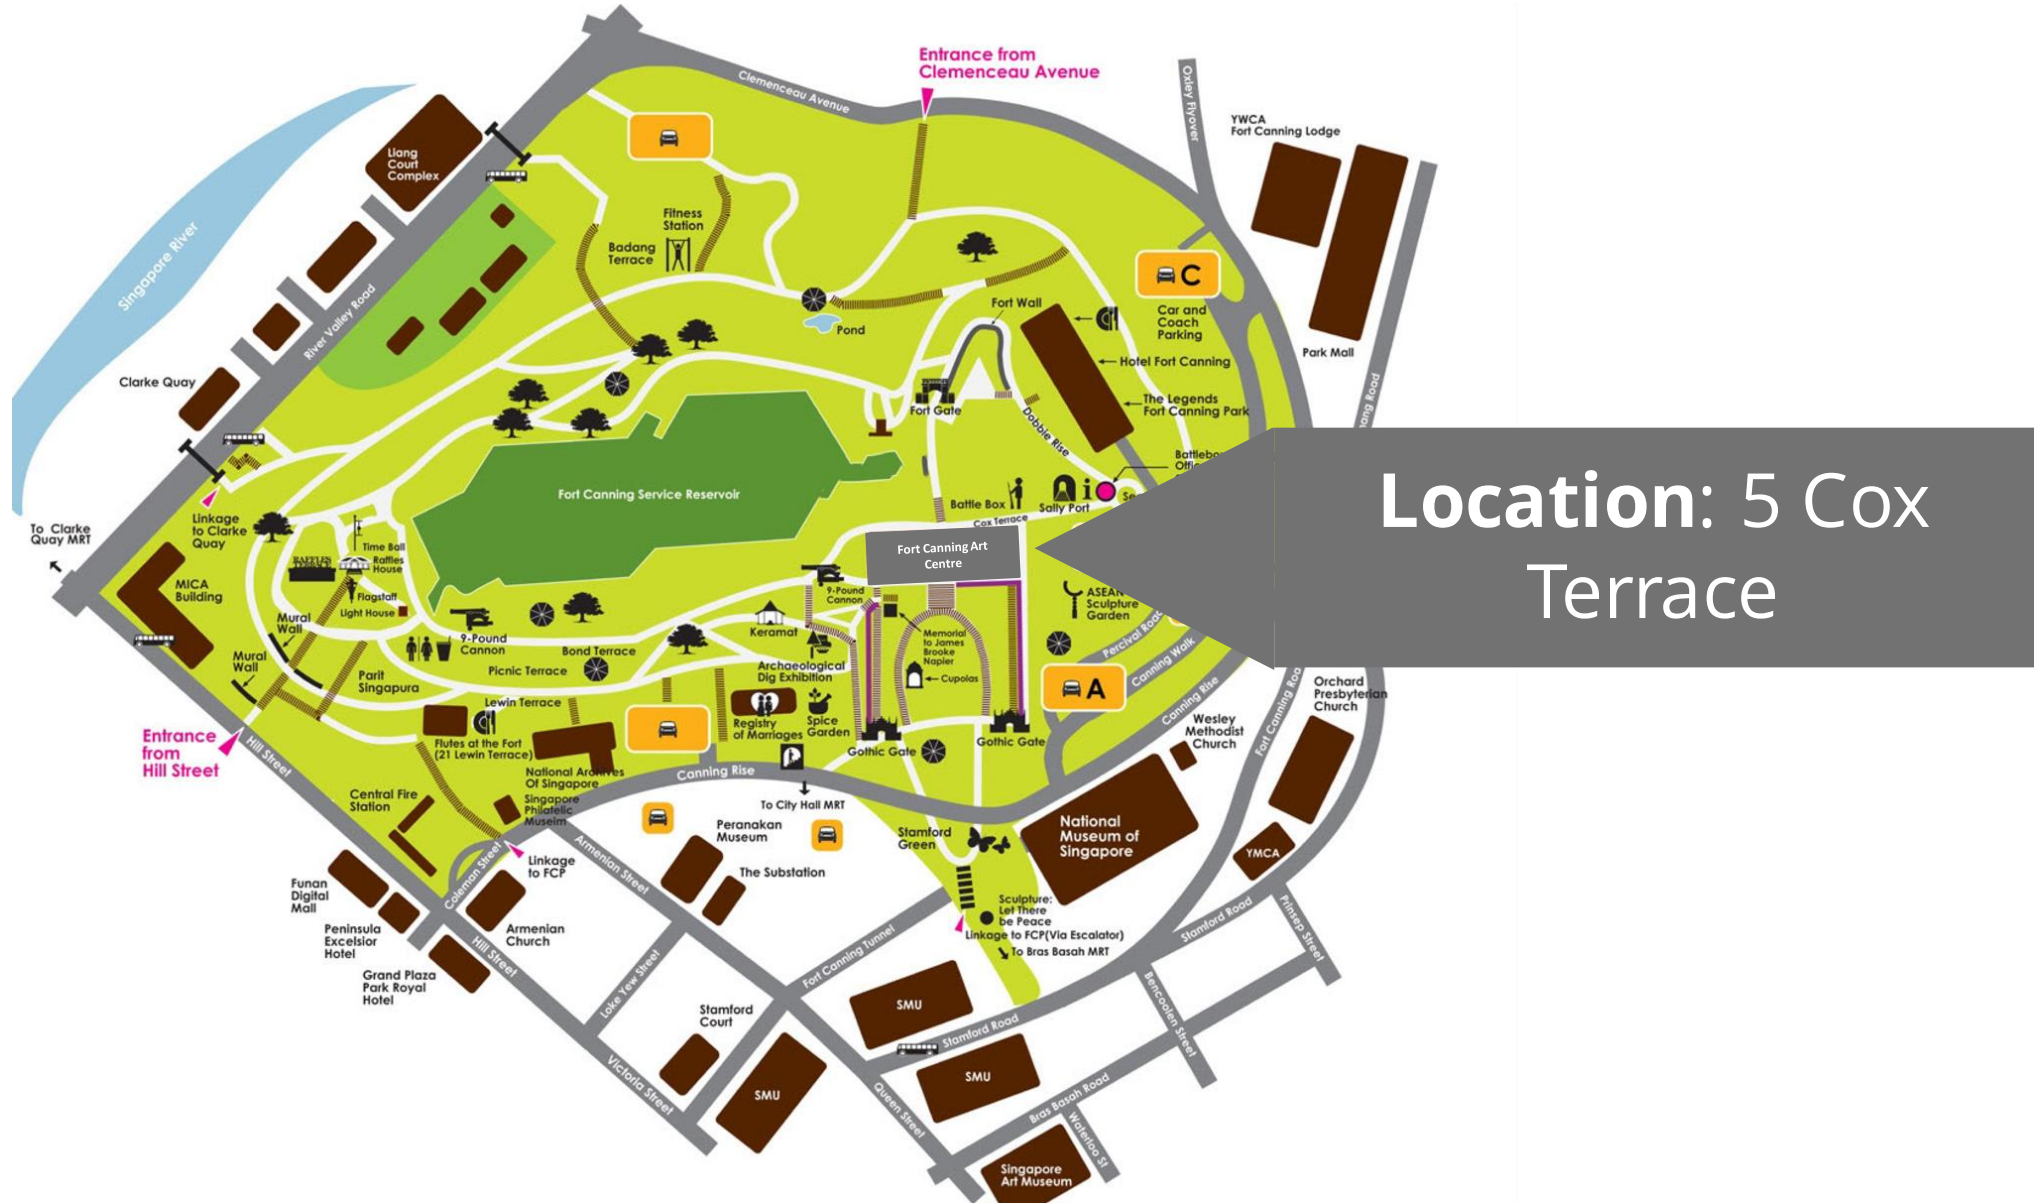 Entrance from
Clemenceau Avenue
Clemenceau Avenue
Oxley Flyover
YWCA
Fort Canning Lodge
Liang
Court
Complex
Singapore River
River Valley Road
Fitness
Station
Badang
Terrace
C
Car and
Coach
Parking
Park Mall
Fort Wall
Pond
Hotel Fort Canning
The Legends
Fort Canning Park
Clarke Quay
Fort Gate
Dobble Rise
Fort Canning Service Reservoir
Battle Box
Sally Port
i
Cox Terrace
Location: 5 Cox
Terrace
To Clarke
Quay MRT
Linkage
to Clarke
Quay
Time Ball
RAFFLES
TERRACE
Raffles
House
Flagstaff
Light House
MICA
Building
Mural
Wall
Mural
Wall
Parit
Singapura
9-Pound
Cannon
Bond Terrace
Picnic Terrace
Lewin Terrace
Fort Canning Art
Centre
9-Pound
Cannon
Keramat
Archaeological
Dig Exhibition
Memorial
to James
Brooke
Napier
Cupolas
ASEAN
Sculpture
Garden
Percival Road
Canning Walk
Canning Rise
A
Registry
of Marriages
Spice
Garden
Gothic Gate
Gothic Gate
Flutes at the Fort
(21 Lewin Terrace)
National Archives
Of Singapore
Singapore
Philatelic
Museim
Canning Rise
To City Hall MRT
Entrance
from
Hill Street
Hill Street
Central Fire
Station
Coleman Street
Linkage
to FCP
Armenian Street
Peranakan
Museum
The Substation
Stamford
Green
National
Museum of
Singapore
Wesley
Methodist
Church
Fort Canning Road
Orchard
Presbyterian
Church
YMCA
Funan
Digital
Mall
Peninsula
Excelsior
Hotel
Grand Plaza
Park Royal
Hotel
Armenian
Church
Hill Street
Loke Yew Street
Fort Canning Tunnel
Sculpture:
Let There
be Peace
Linkage to FCP(Via Escalator)
To Bras Basah MRT
Stamford Road
Prinsep Street
Bencoolen Street
Stamford
Court
Victoria Street
SMU
SMU
Stamford Road
SMU
Queen Street
Bras Basah Road
Waterloo St
Singapore
Art Museum